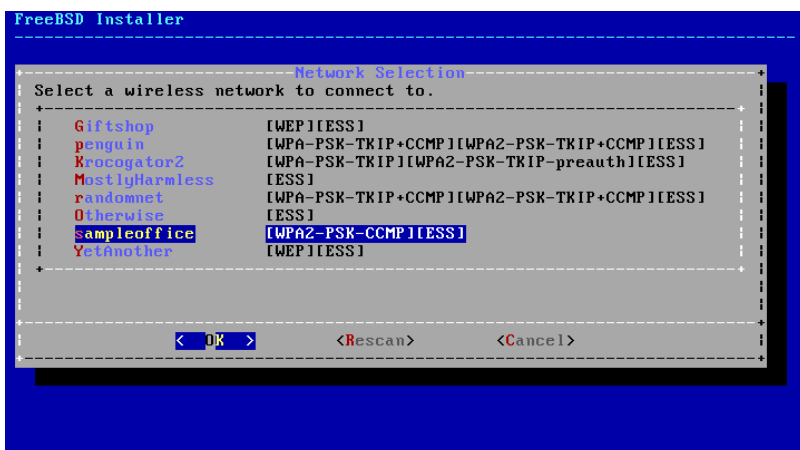 FreeBSD Installer
Network Selection
Select a wireless network to connect to.
Giftshop [WEP][ESS]
penguin [WPA-PSK-TKIP+CCMP][WPA2-PSK-TKIP+CCMP][ESS]
Krocogator2 [WPA-PSK-TKIP][WPA2-PSK-TKIP-preauth][ESS]
MostlyHarmless [ESS]
randomnet [WPA-PSK-TKIP+CCMP][WPA2-PSK-TKIP+CCMP][ESS]
Otherwise [ESS]
sampleoffice [WPA2-PSK-CCMP][ESS]
YetAnother [WEP][ESS]
< OK > <Rescan> <Cancel>